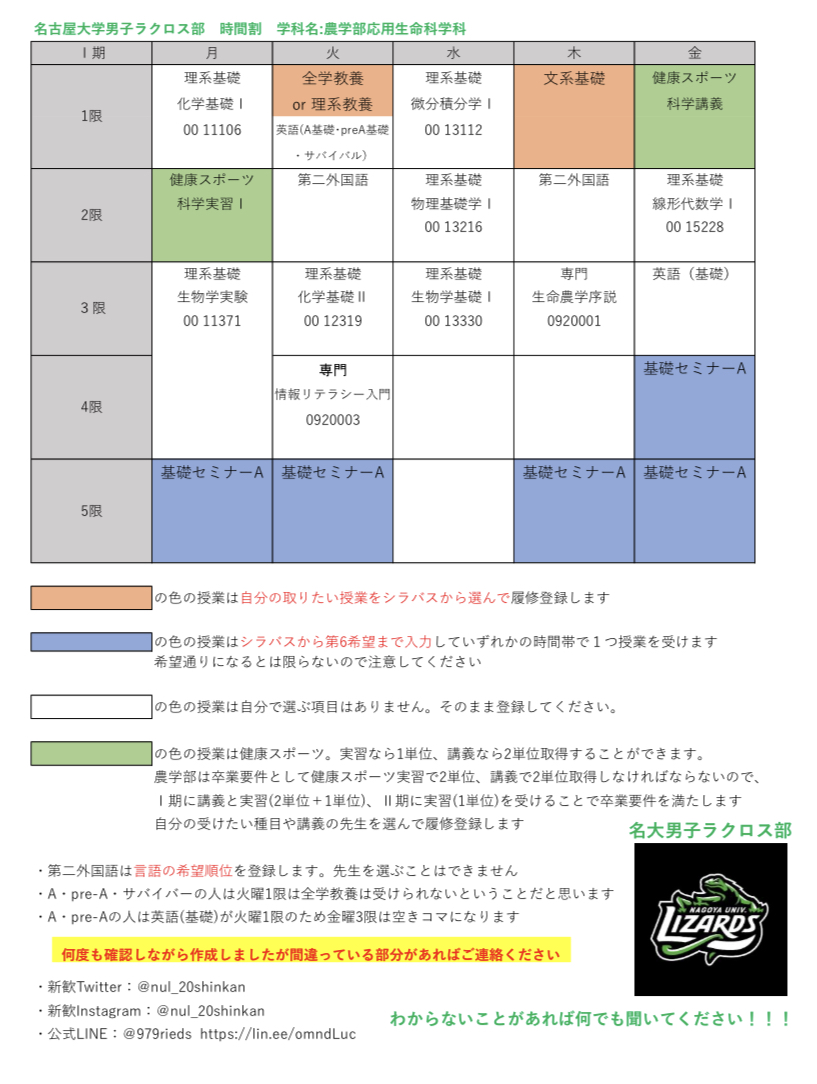 名古屋大学男子ラクロス部　時間割　学科名:農学部応用生命科学科
Ⅰ期 月 火 水 木 金
1限
理系基礎
化学基礎Ⅰ
00 11106
全学教養
or 理系教養
英語(A基礎･preA基礎
・サバイバル)
理系基礎
微分積分学Ⅰ
00 13112
文系基礎
健康スポーツ
科学講義
2限
健康スポーツ
科学実習Ⅰ
第二外国語
理系基礎
物理基礎学Ⅰ
00 13216
第二外国語
理系基礎
線形代数学Ⅰ
00 15228
３限
理系基礎
生物学実験
00 11371
理系基礎
化学基礎Ⅱ
00 12319
理系基礎
生物学基礎Ⅰ
00 13330
専門
生命農学序説
0920001
英語（基礎）
4限
専門
情報リテラシー入門
0920003
基礎セミナーA
5限
基礎セミナーA
基礎セミナーA
基礎セミナーA
基礎セミナーA
の色の授業は自分の取りたい授業をシラバスから選んで履修登録します
の色の授業はシラバスから第6希望まで入力していずれかの時間帯で１つ授業を受けます
希望通りになるとは限らないので注意してください
の色の授業は自分で選ぶ項目はありません。そのまま登録してください。
の色の授業は健康スポーツ。実習なら1単位、講義なら2単位取得することができます。
農学部は卒業要件として健康スポーツ実習で2単位、講義で2単位取得しなければならないので、
Ⅰ期に講義と実習(2単位＋1単位)、Ⅱ期に実習(1単位)を受けることで卒業要件を満たします
自分の受けたい種目や講義の先生を選んで履修登録します
名大男子ラクロス部
・第二外国語は言語の希望順位を登録します。先生を選ぶことはできません
・A・pre-A・サバイバーの人は火曜1限は全学教養は受けられないということだと思います
・A・pre-Aの人は英語(基礎)が火曜1限のため金曜3限は空きコマになります
NAGOYA UNIV.
LIZARDS
何度も確認しながら作成しましたが間違っている部分があればご連絡ください
・新歓Twitter：@nul_20shinkan
・新歓Instagram：@nul_20shinkan
・公式LINE：@979rieds https://lin.ee/omndLuc
わからないことがあれば何でも聞いてください！！！